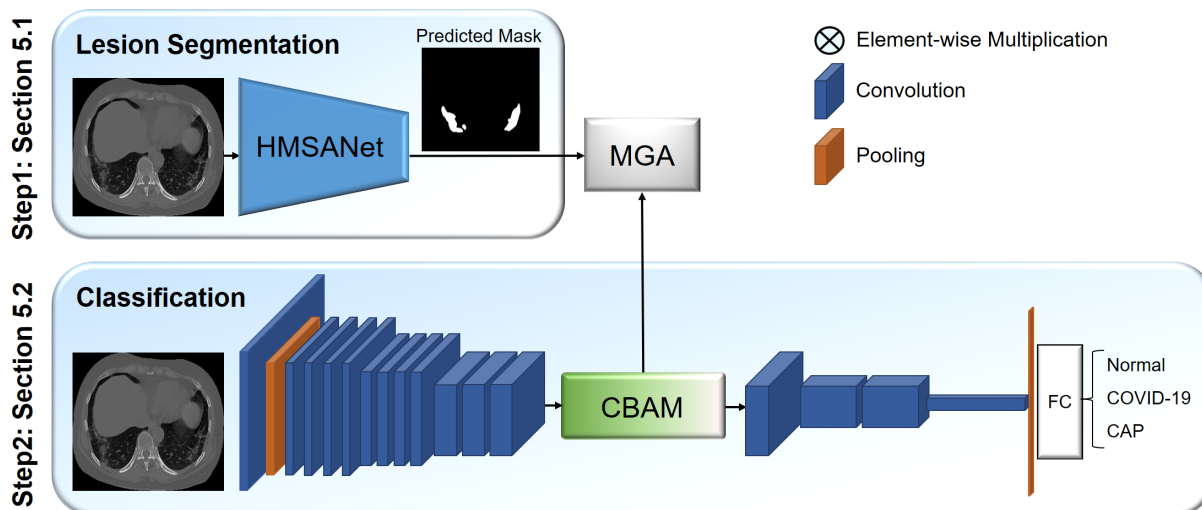 Step1: Section 5.1
Lesion Segmentation
Predicted Mask
HMSANet
MGA
Element-wise Multiplication
Convolution
Pooling
Step2: Section 5.2
Classification
CBAM
FC
Normal
COVID-19
CAP